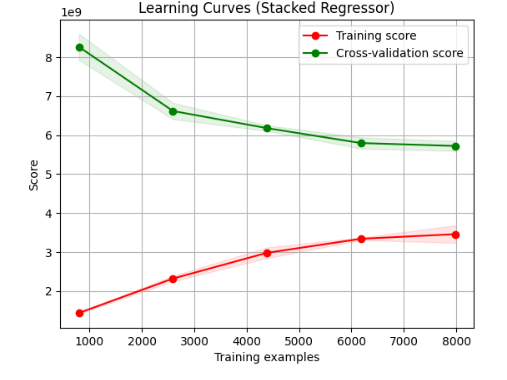 Learning Curves (Stacked Regressor)
1e9
Training score
Cross-validation score
8
7
6
5
4
3
2
Score
1000 2000 3000 4000 5000 6000 7000 8000
Training examples